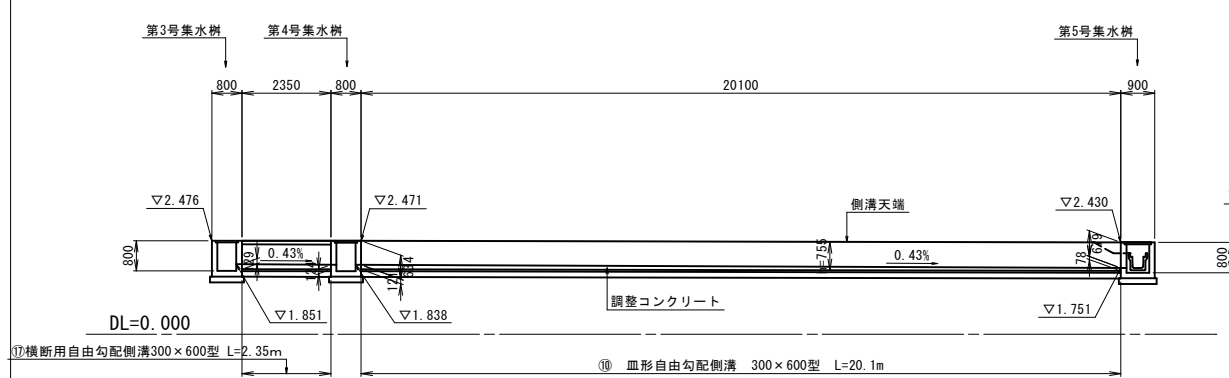 第3号集水桝 第4号集水桝 第5号集水桝
800 2350 800 20100 900
▽2.476 ▽2.471 側溝天端 ▽2.430
800 0.43% 0.43% 800
124 634 h=755 679 78
調整コンクリート
▽1.851 ▽1.838 ▽1.751
DL=0.000
⑰横断用自由勾配側溝300×600型 L=2.35m
⑩ 皿形自由勾配側溝 300×600型 L=20.1m